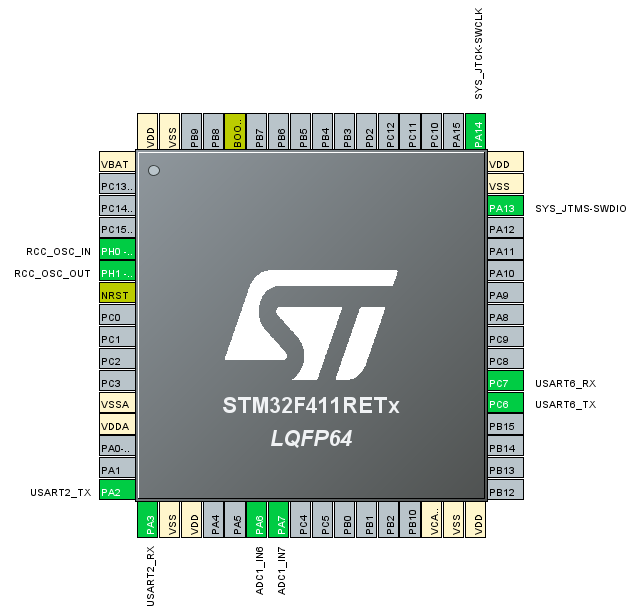 SYS_JTCK-SWCLK
VDD
VSS
PB9
PB8
BOO..
PB7
PB6
PB5
PB4
PB3
PD2
PC12
PC11
PC10
PA15
PA14
VBAT
PC13..
PC14..
PC15..
RCC_OSC_IN
PH0 -..
RCC_OSC_OUT
PH1 -..
NRST
PC0
PC1
PC2
PC3
VSSA
VDDA
PA0-..
PA1
USART2_TX
PA2
ST
STM32F411RETx
LQFP64
VDD
VSS
PA13
SYS_JTMS-SWDIO
PA12
PA11
PA10
PA9
PA8
PC9
PC8
PC7
USART6_RX
PC6
USART6_TX
PB15
PB14
PB13
PB12
PA3
VSS
VDD
PA4
PA5
PA6
PA7
PC4
PC5
PB0
PB1
PB2
PB10
VCA..
VSS
VDD
USART2_RX
ADC1_IN6
ADC1_IN7